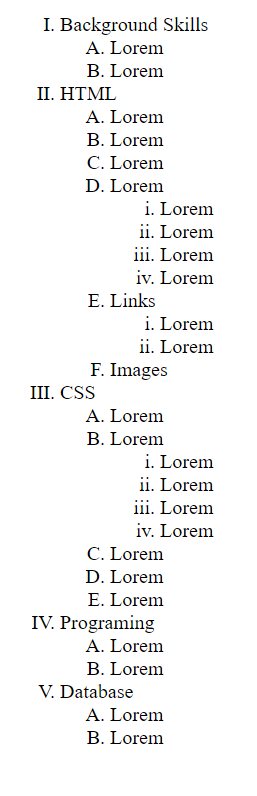 I. Background Skills
A. Lorem
B. Lorem
II. HTML
A. Lorem
B. Lorem
C. Lorem
D. Lorem
i. Lorem
ii. Lorem
iii. Lorem
iv. Lorem
E. Links
i. Lorem
ii. Lorem
F. Images
III. CSS
A. Lorem
B. Lorem
i. Lorem
ii. Lorem
iii. Lorem
iv. Lorem
C. Lorem
D. Lorem
E. Lorem
IV. Programing
A. Lorem
B. Lorem
V. Database
A. Lorem
B. Lorem